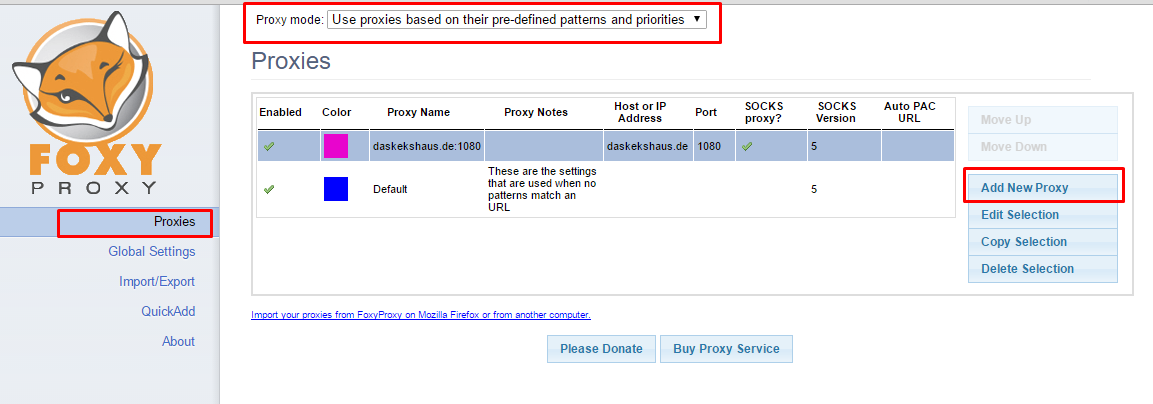 Proxy mode: Use proxies based on their pre-defined patterns and priorities
FOXY
PROXY
Proxies
Global Settings
Import/Export
QuickAdd
About
Proxies
Enabled Color Proxy Name Proxy Notes Host or IP Address Port SOCKS proxy? SOCKS Version Auto PAC URL
daskekshaus.de:1080 daskekshaus.de 1080 5
Default These are the settings that are used when no patterns match an URL 5
Move Up
Move Down
Add New Proxy
Edit Selection
Copy Selection
Delete Selection
Import your proxies from FoxyProxy on Mozilla Firefox or from another computer.
Please Donate Buy Proxy Service